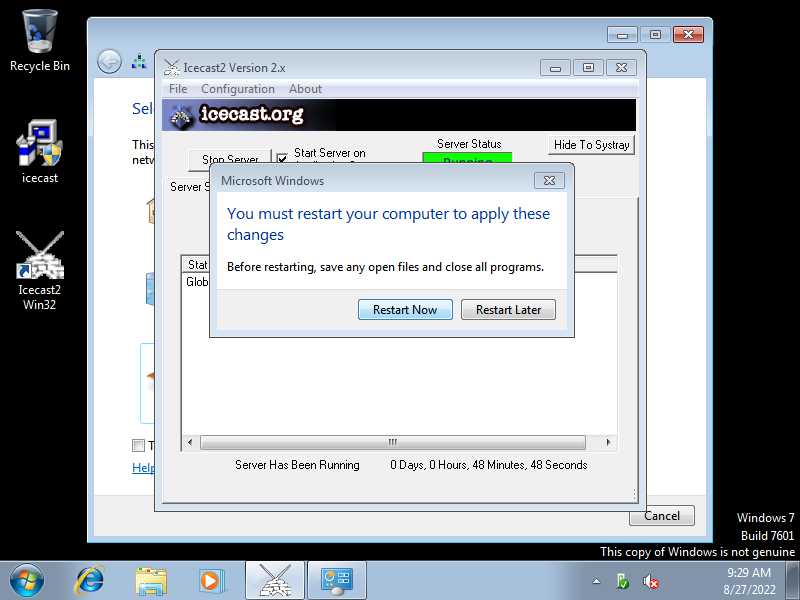 Recycle Bin
icecast
Icecast2
Win32
Icecast2 Version 2.x
File Configuration About
icecast.org
Sel
This
netw
Stop Server
Start Server on
Server Status
Running
Hide To Systray
Server S
Microsoft Windows
You must restart your computer to apply these
changes
Before restarting, save any open files and close all programs.
Restart Now
Restart Later
Stat
Glob
T
Help
Server Has Been Running 0 Days, 0 Hours, 48 Minutes, 48 Seconds
Cancel
Windows 7
Build 7601
This copy of Windows is not genuine
9:29 AM
8/27/2022